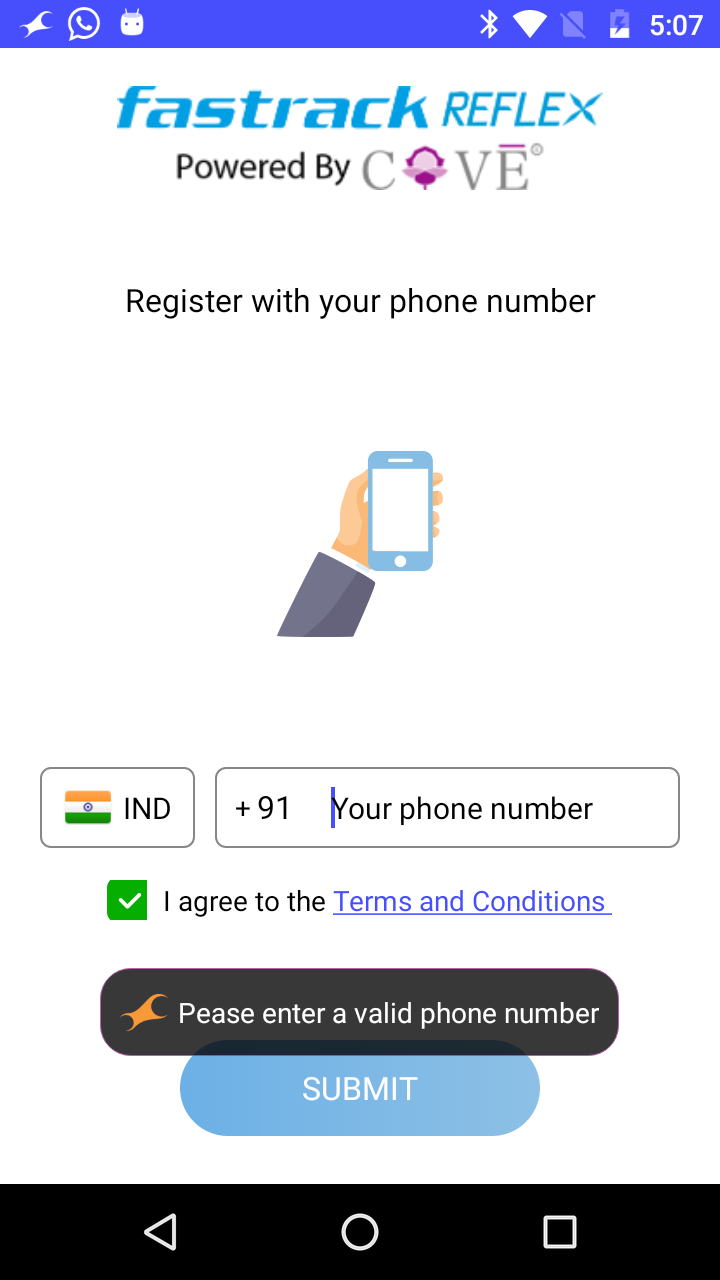 5:07
fastrack REFLEX
Powered By COVE®
Register with your phone number
IND + 91 Your phone number
I agree to the Terms and Conditions
Pease enter a valid phone number
SUBMIT